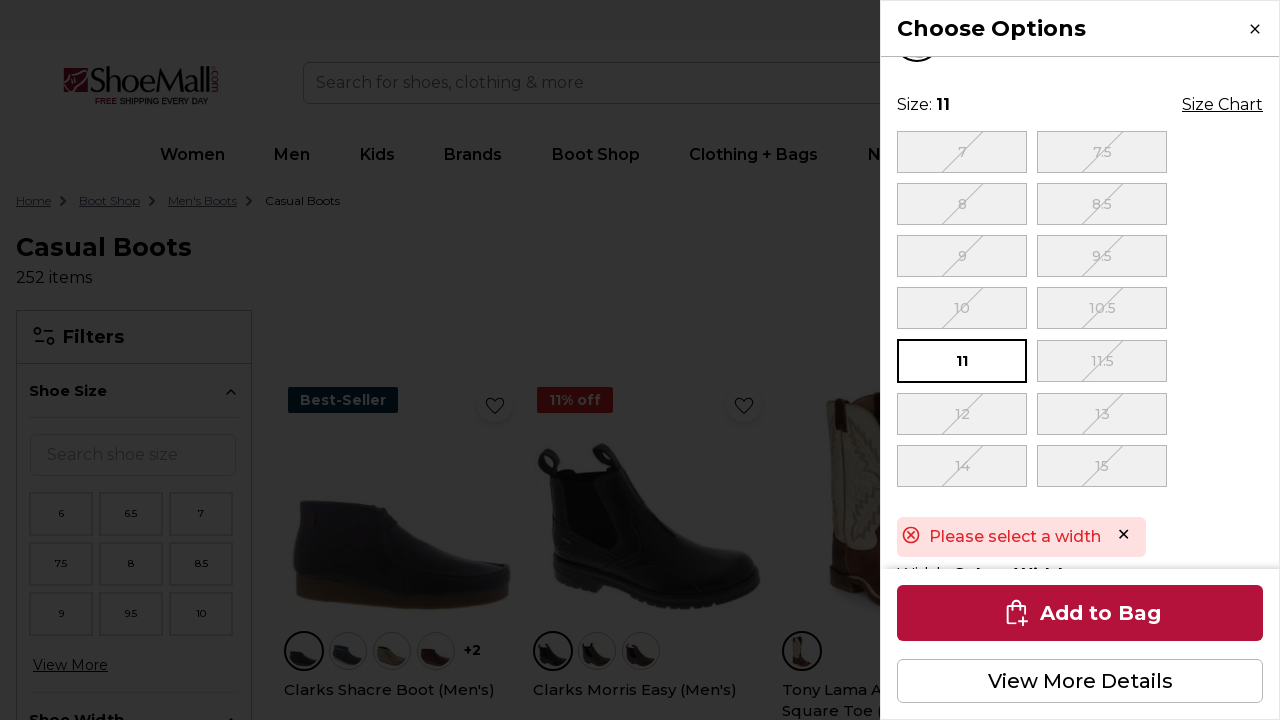 Choose Options
ShoeMall
.com
FREE SHIPPING EVERY DAY
Search for shoes, clothing & more
Women
Men
Kids
Brands
Boot Shop
Clothing + Bags
N
Home
Boot Shop
Men's Boots
Casual Boots
Casual Boots
252 items
Filters
Shoe Size
Search shoe size
6
6.5
7
7.5
8
8.5
9
9.5
10
View More
Shoe Width
Best-Seller
+2
Clarks Shacre Boot (Men's)
11% off
Clarks Morris Easy (Men's)
Tony Lama A
Square Toe (
Size: 11
Size Chart
7
7.5
8
8.5
9
9.5
10
10.5
11
11.5
12
13
14
15
Please select a width
Add to Bag
View More Details